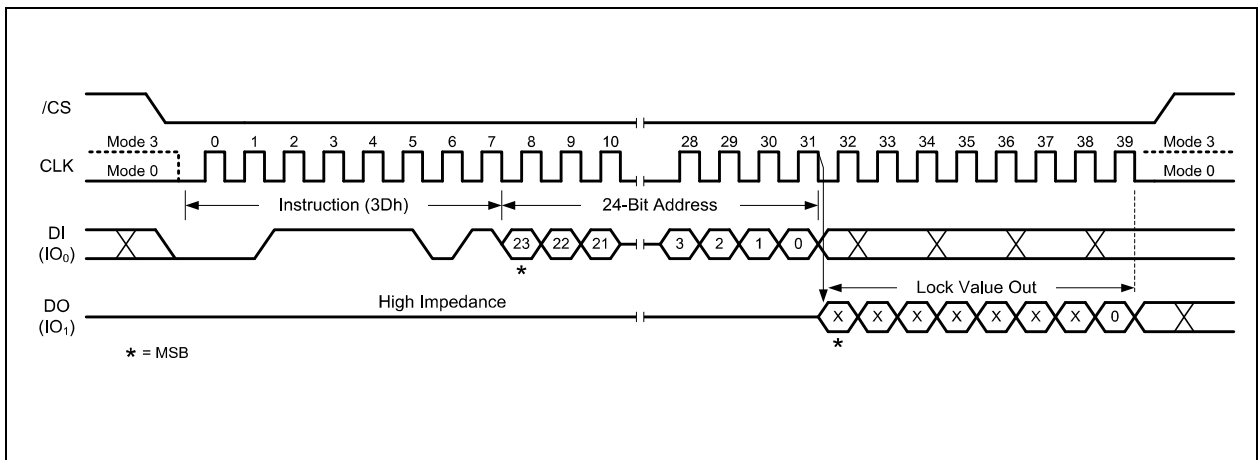 /CS
Mode 3 0 1 2 3 4 5 6 7 8 9 10 28 29 30 31 32 33 34 35 36 37 38 39 Mode 3
CLK
Mode 0 Mode 0
Instruction (3Dh) 24-Bit Address
DI
(IO₀)
23 22 21 3 2 1 0
*
Lock Value Out
High Impedance
DO
(IO₁)
X X X X X X X 0
*
* = MSB